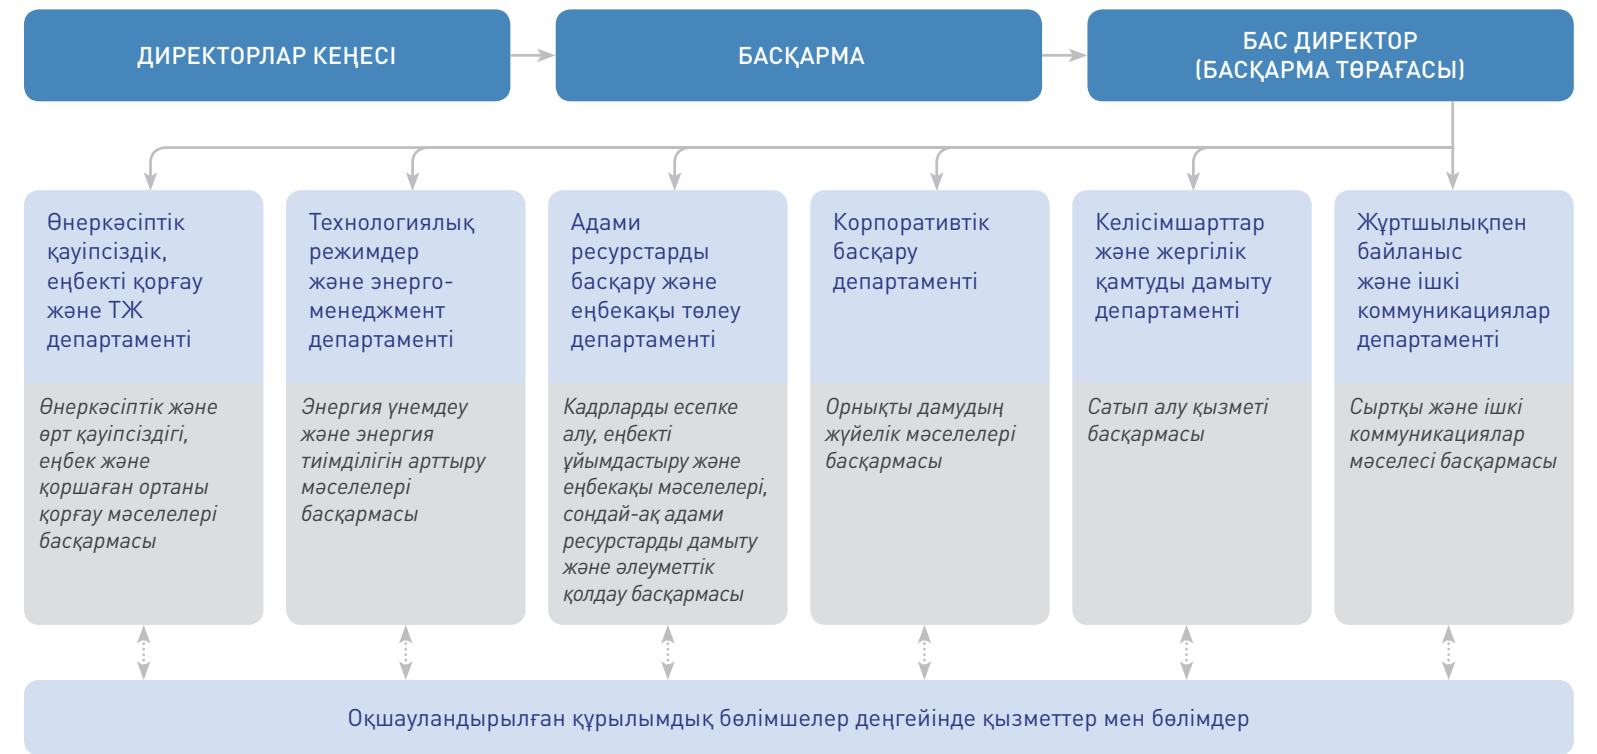 ДИРЕКТОРЛАР КЕҢЕСІ
БАСҚАРМА
БАС ДИРЕКТОР
(БАСҚАРМА ТӨРАҒАСЫ)
Өнеркәсіптік
қауіпсіздік,
еңбекті қорғау
және ТЖ
департаменті
Технологиялық
режимдер
және энерго-
менеджмент
департаменті
Адами
ресурстарды
басқару және
еңбекақы төлеу
департаменті
Корпоративтік
басқару
департаменті
Келісімшарттар
және жергілік
қамтуды дамыту
департаменті
Жұртшылықпен
байланыс
және ішкі
коммуникациялар
департаменті
Өнеркәсіптік және
өрт қауіпсіздігі,
еңбек және
қоршаған ортаны
қорғау мәселелері
басқармасы
Энергия үнемдеу
және энергия
тиімділігін арттыру
мәселелері
басқармасы
Кадрларды есепке
алу, еңбекті
ұйымдастыру және
еңбекақы мәселелері,
сондай-ақ адами
ресурстарды дамыту
және әлеуметтік
қолдау басқармасы
Орнықты дамудың
жүйелік мәселелері
басқармасы
Сатып алу қызметі
басқармасы
Сыртқы және ішкі
коммуникациялар
мәселесі басқармасы
Оқшауландырылған құрылымдық бөлімшелер деңгейінде қызметтер мен бөлімдер